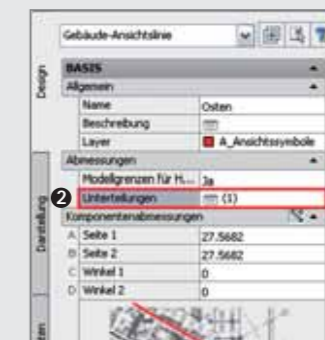 Gebäude-Ansichtslinie
Design
BASIS
Allgemein
Name Osten
Beschreibung
Layer A_Ansichtssymbole
Abmessungen
Modellgrenzen für H... Ja
2 Unterteilungen (1)
Darstellung
Komponentenabmessungen
A Seite 1 27.5682
B Seite 2 27.5682
C Winkel 1 0
D Winkel 2 0